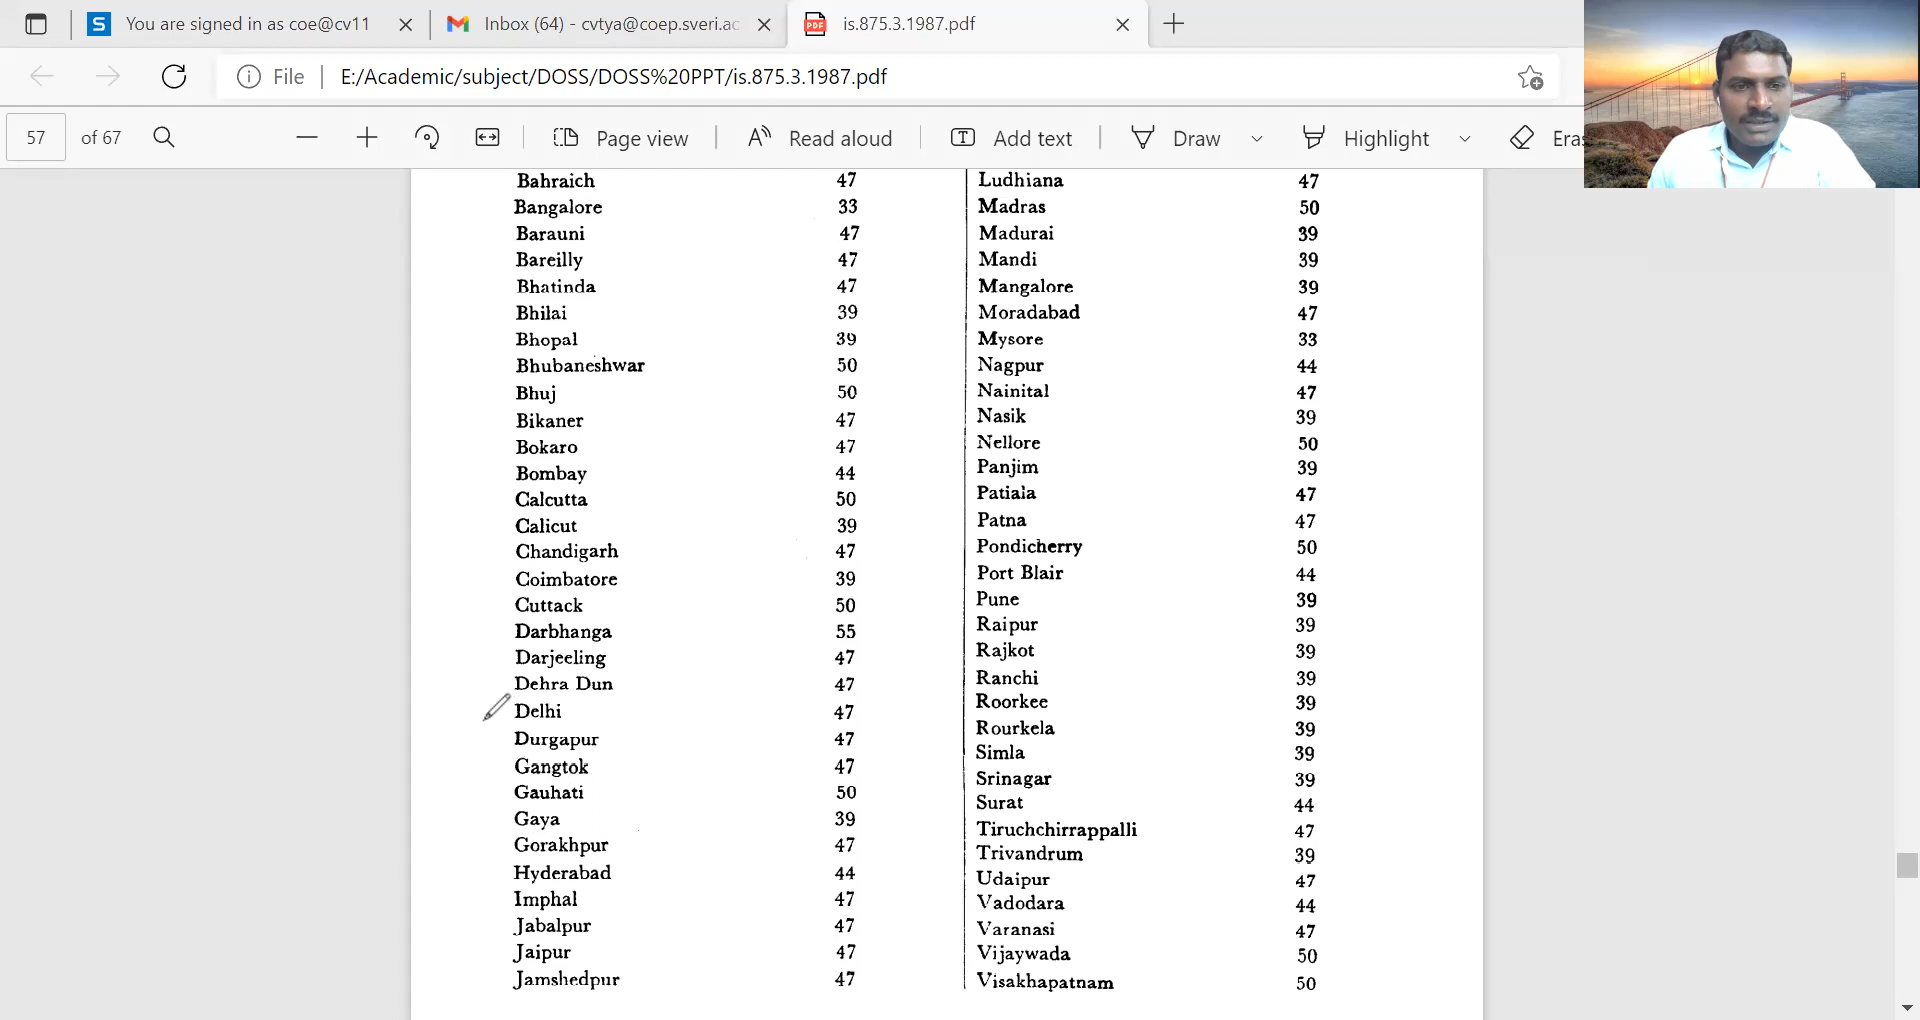 You are signed in as coe@cv11
Inbox (64) - cvtya@coep.sveri.ac
is.875.3.1987.pdf
File
E:/Academic/subject/DOSS/DOSS%20PPT/is.875.3.1987.pdf
57 of 67
Page view
Read aloud
Add text
Draw
Highlight
Eras
Bahraich 47
Bangalore 33
Barauni 47
Bareilly 47
Bhatinda 47
Bhilai 39
Bhopal 39
Bhubaneshwar 50
Bhuj 50
Bikaner 47
Bokaro 47
Bombay 44
Calcutta 50
Calicut 39
Chandigarh 47
Coimbatore 39
Cuttack 50
Darbhanga 55
Darjeeling 47
Dehra Dun 47
Delhi 47
Durgapur 47
Gangtok 47
Gauhati 50
Gaya 39
Gorakhpur 47
Hyderabad 44
Imphal 47
Jabalpur 47
Jaipur 47
Jamshedpur 47
Ludhiana 47
Madras 50
Madurai 39
Mandi 39
Mangalore 39
Moradabad 47
Mysore 33
Nagpur 44
Nainital 47
Nasik 39
Nellore 50
Panjim 39
Patiala 47
Patna 47
Pondicherry 50
Port Blair 44
Pune 39
Raipur 39
Rajkot 39
Ranchi 39
Roorkee 39
Rourkela 39
Simla 39
Srinagar 39
Surat 44
Tiruchchirrappalli 47
Trivandrum 39
Udaipur 47
Vadodara 44
Varanasi 47
Vijaywada 50
Visakhapatnam 50